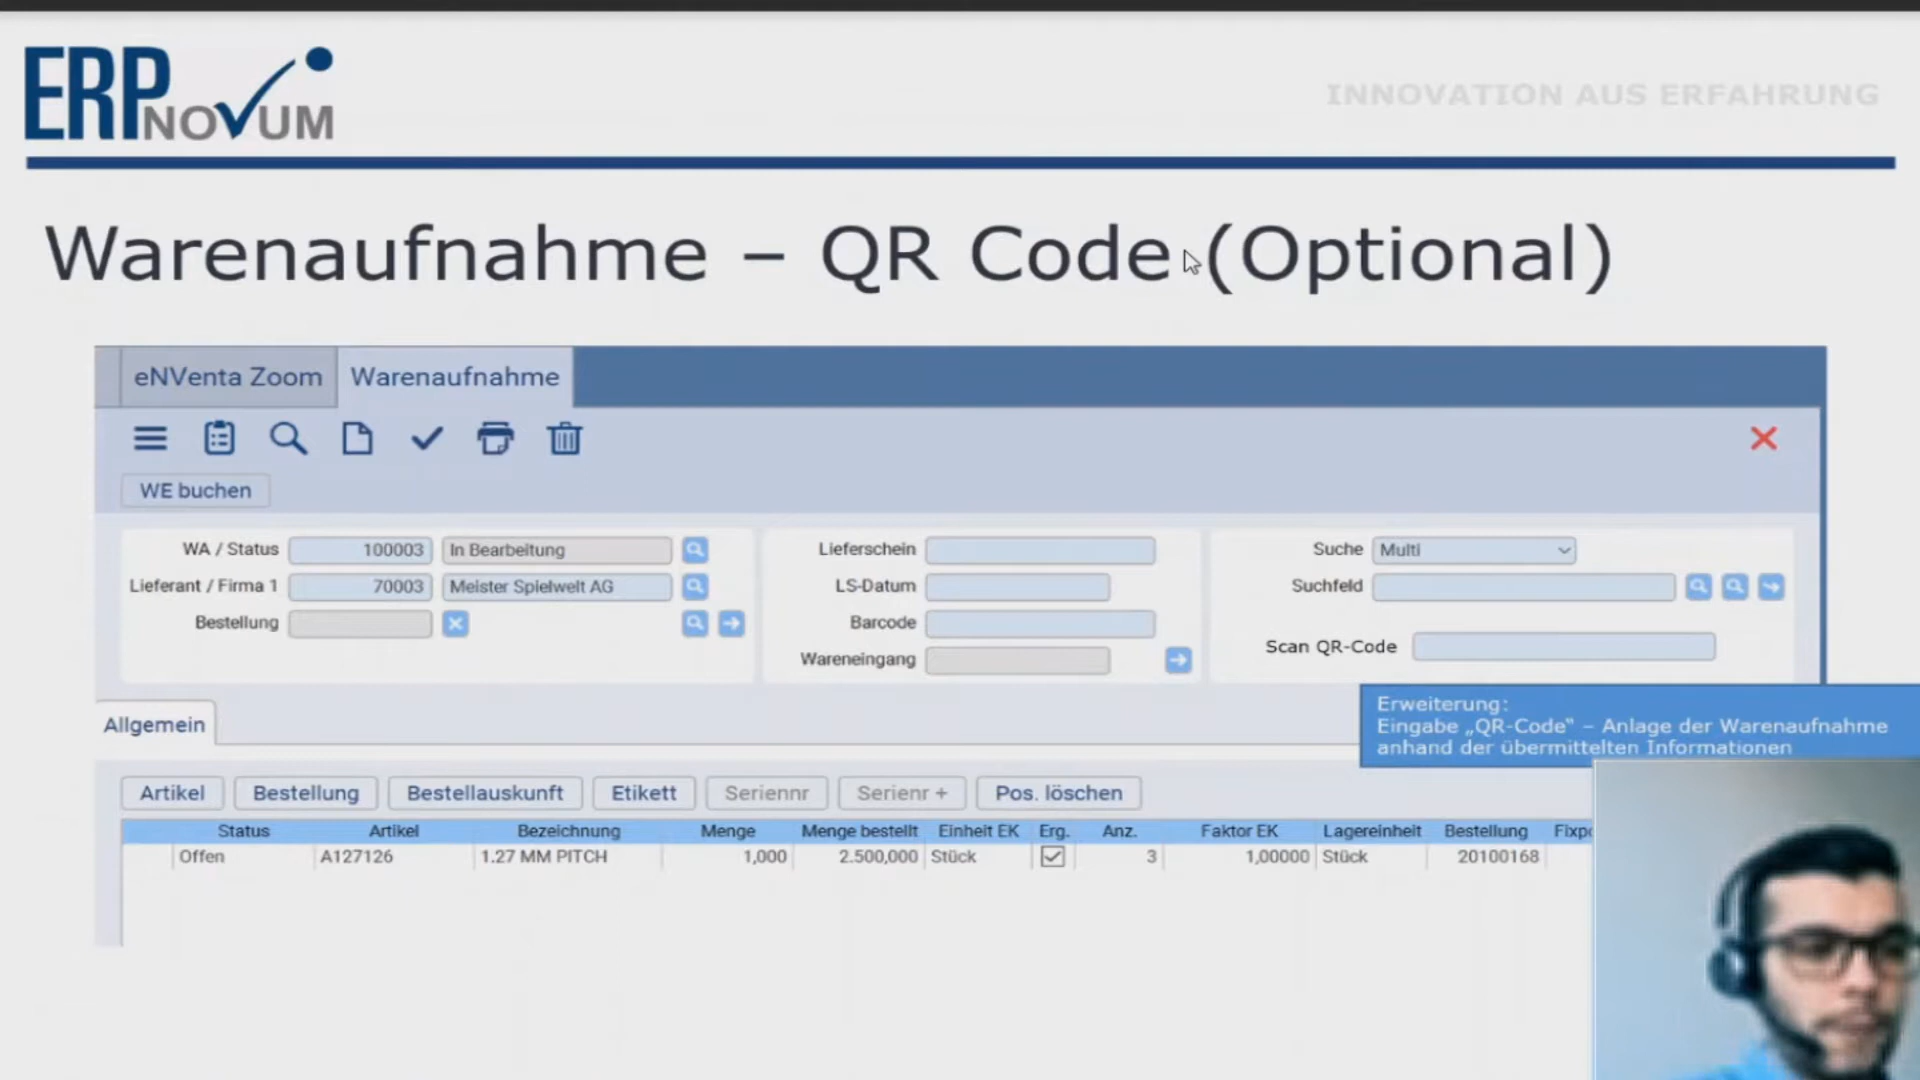 ERP NOVUM
INNOVATION AUS ERFAHRUNG
Warenaufnahme – QR Code (Optional)
eNVenta Zoom Warenaufnahme
WE buchen
WA / Status 100003 In Bearbeitung
Lieferant / Firma 1 70003 Meister Spielwelt AG
Bestellung
Lieferschein
LS-Datum
Barcode
Wareneingang
Suche Multi
Suchfeld
Scan QR-Code
Erweiterung:
Eingabe „QR-Code“ – Anlage der Warenaufnahme
anhand der übermittelten Informationen
Allgemein
Artikel Bestellung Bestellauskunft Etikett Seriennr Serienr + Pos. löschen
Status Artikel Bezeichnung Menge Menge bestellt Einheit EK Erg. Anz. Faktor EK Lagereinheit Bestellung
Offen A127126 1.27 MM PITCH 1,000 2.500,000 Stück 3 1,00000 Stück 20100168